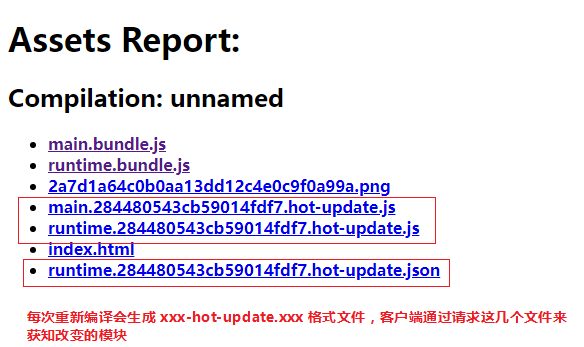 Assets Report:
Compilation: unnamed
main.bundle.js
runtime.bundle.js
2a7d1a64c0b0aa13dd12c4e0c9f0a99a.png
main.284480543cb59014fdf7.hot-update.js
runtime.284480543cb59014fdf7.hot-update.js
index.html
runtime.284480543cb59014fdf7.hot-update.json
每次重新编译会生成 xxx-hot-update.xxx 格式文件，客户端通过请求这几个文件来
获知改变的模块